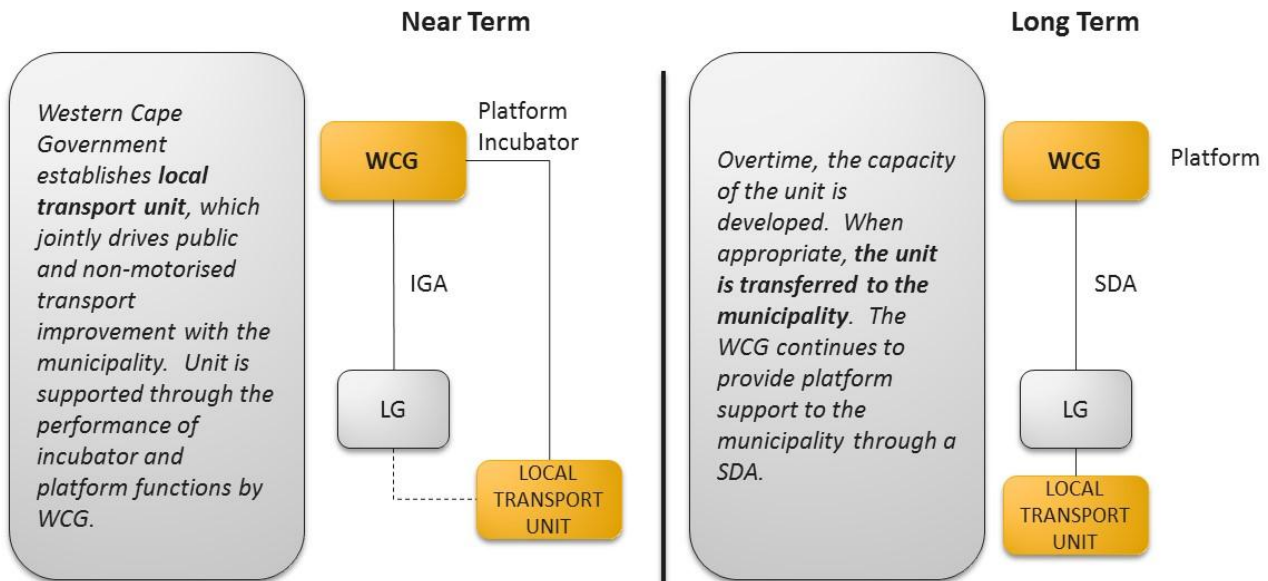 Near Term
Western Cape
Government
establishes local
transport unit, which
jointly drives public
and non-motorised
transport
improvement with the
municipality. Unit is
supported through the
performance of
incubator and
platform functions by
WCG.
WCG
Platform
Incubator
IGA
LG
LOCAL
TRANSPORT
UNIT
Long Term
Overtime, the capacity
of the unit is
developed. When
appropriate, the unit
is transferred to the
municipality. The
WCG continues to
provide platform
support to the
municipality through a
SDA.
WCG
Platform
SDA
LG
LOCAL
TRANSPORT
UNIT